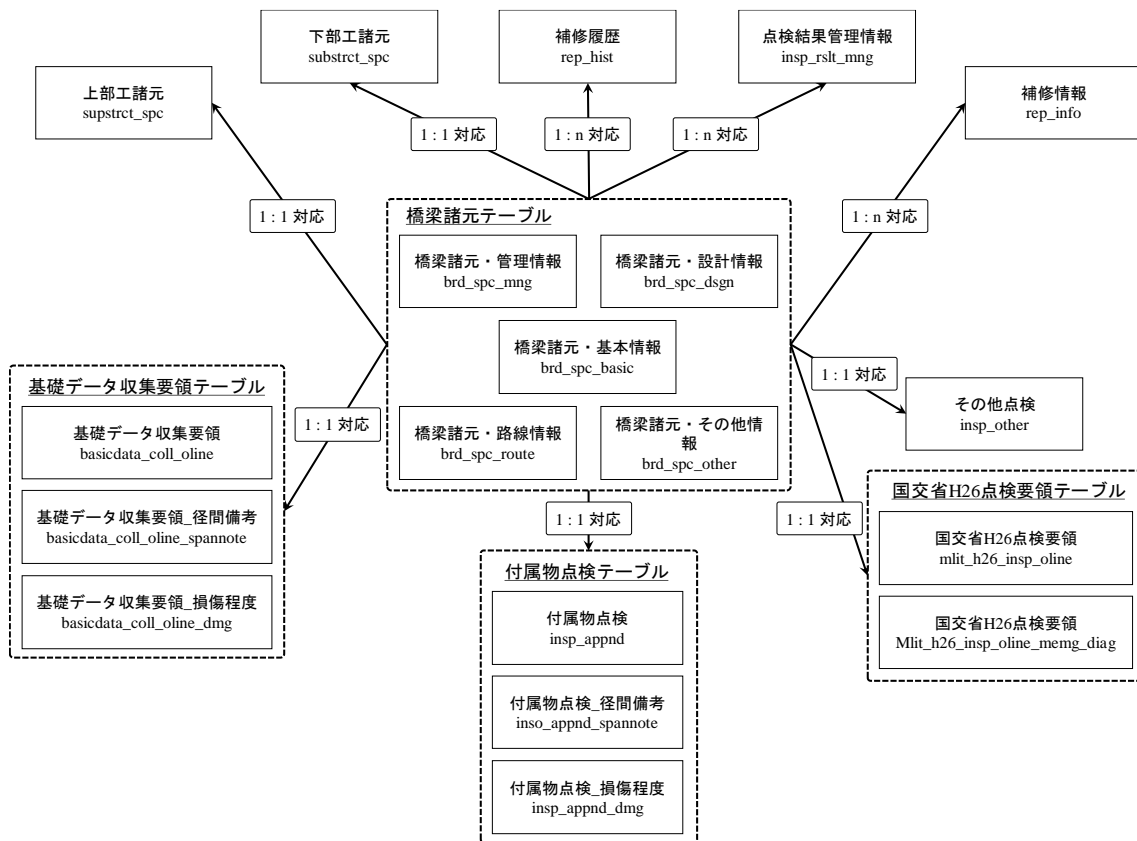 下部工諸元
substrct_spc
補修履歴
rep_hist
点検結果管理情報
insp_rslt_mng
上部工諸元
supstrct_spc
補修情報
rep_info
1 : 1 対応
1 : n 対応
1 : n 対応
1 : 1 対応
1 : n 対応
橋梁諸元テーブル
橋梁諸元・管理情報
brd_spc_mng
橋梁諸元・設計情報
brd_spc_dsgn
橋梁諸元・基本情報
brd_spc_basic
橋梁諸元・路線情報
brd_spc_route
橋梁諸元・その他情
報
brd_spc_other
1 : 1 対応
その他点検
insp_other
基礎データ収集要領テーブル
1 : 1 対応
基礎データ収集要領
basicdata_coll_oline
基礎データ収集要領_径間備考
basicdata_coll_oline_spannote
基礎データ収集要領_損傷程度
basicdata_coll_oline_dmg
1 : 1 対応
1 : 1 対応
国交省H26点検要領テーブル
国交省H26点検要領
mlit_h26_insp_oline
国交省H26点検要領
Mlit_h26_insp_oline_memg_diag
付属物点検テーブル
付属物点検
insp_appnd
付属物点検_径間備考
inso_appnd_spannote
付属物点検_損傷程度
insp_appnd_dmg